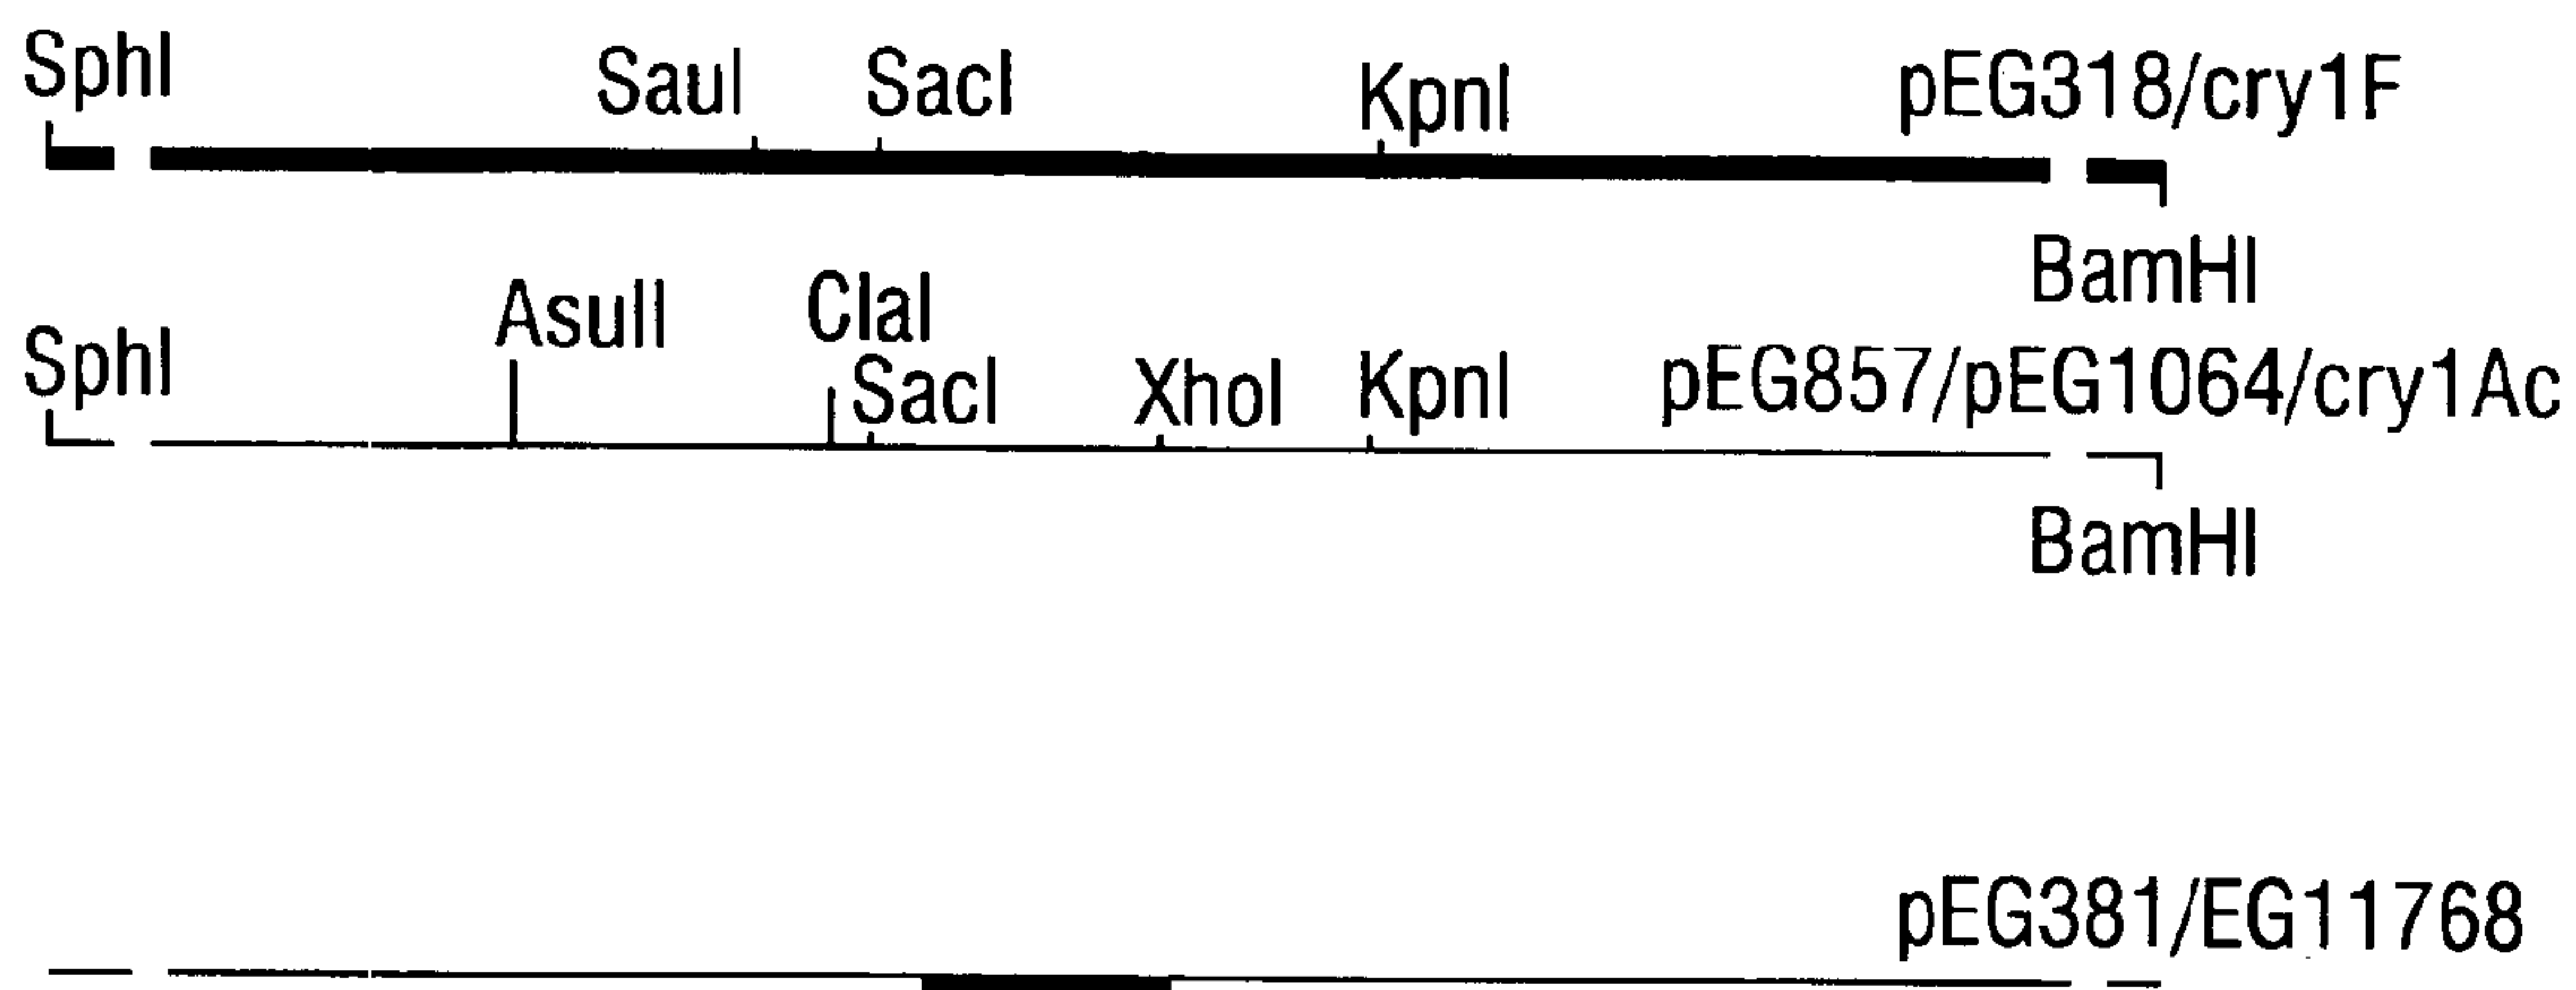 SphI SauI SacI KpnI pEG318/cry1F
BamHI
SphI AsuII ClaI SacI XhoI KpnI pEG857/pEG1064/cry1Ac
BamHI
pEG381/EG11768